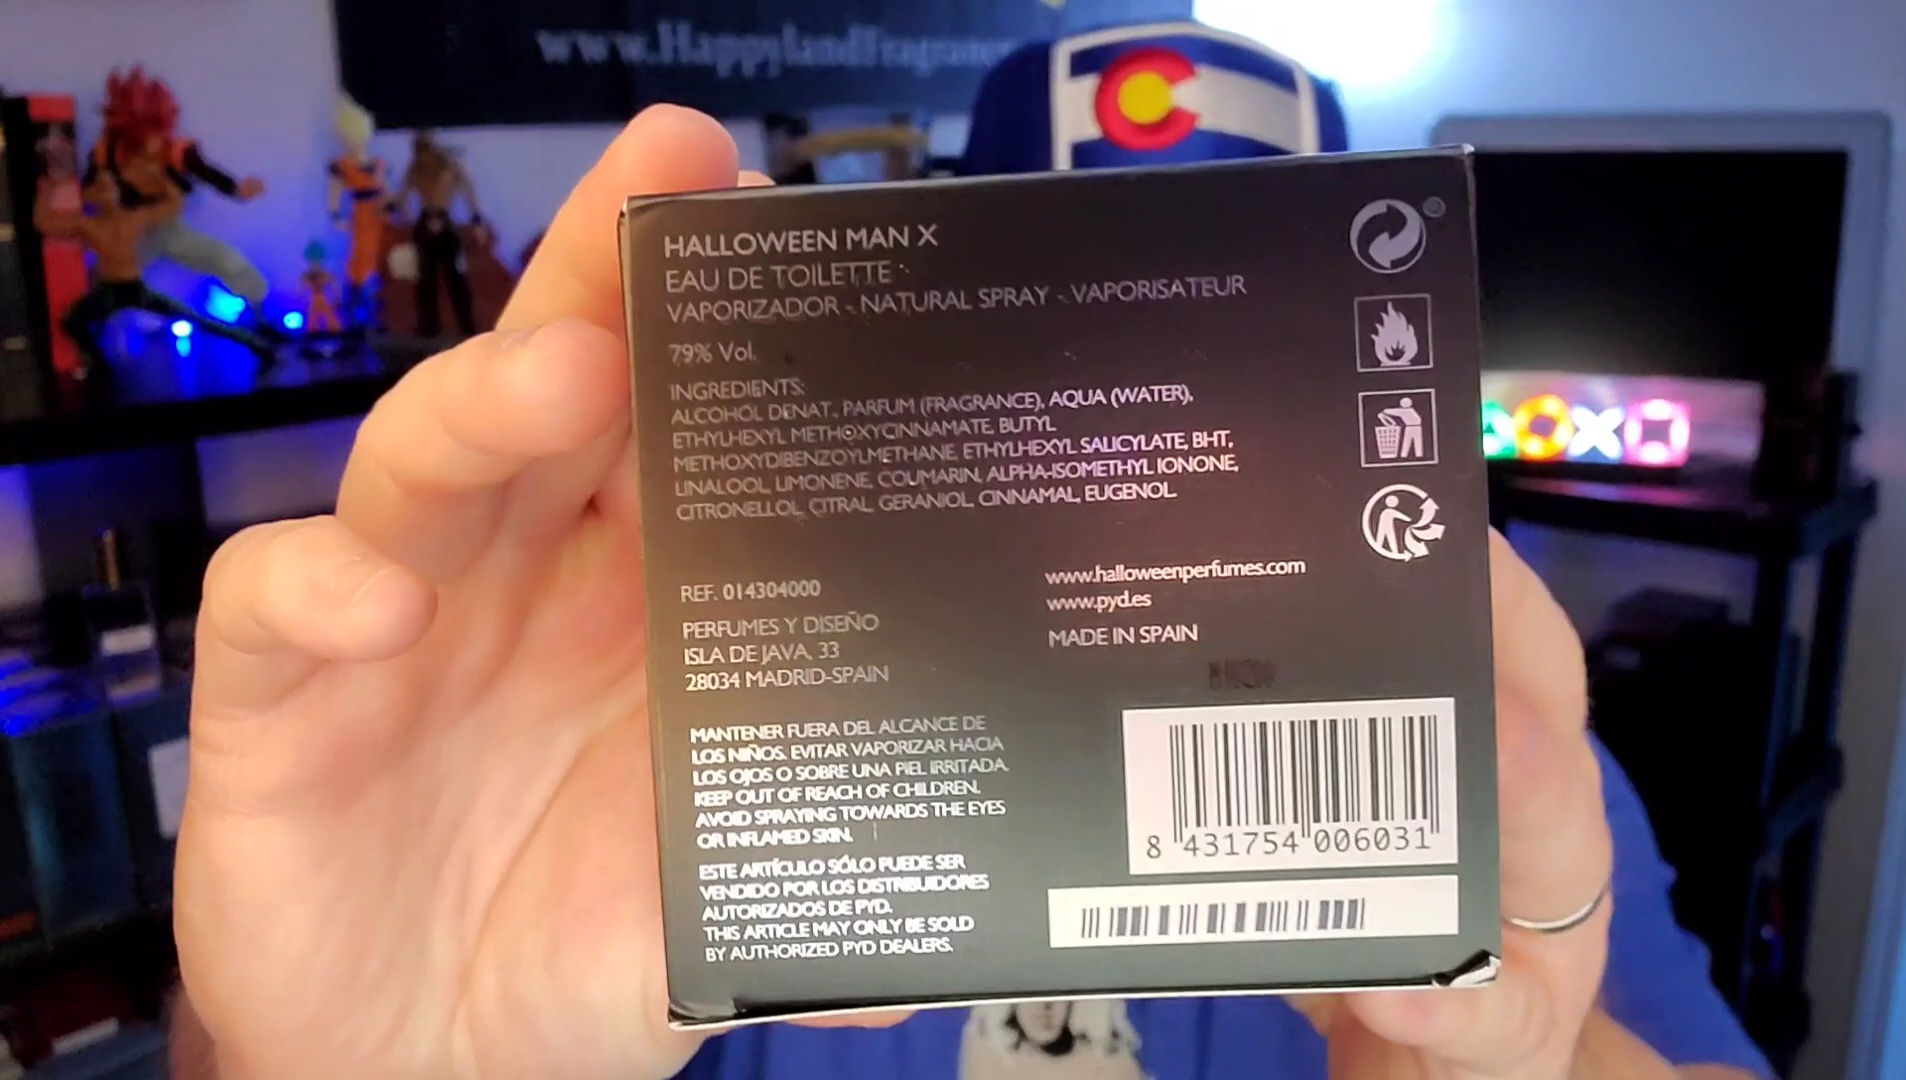 www.HappylandFragranc
HALLOWEEN MAN X
EAU DE TOILETTE
VAPORIZADOR - NATURAL SPRAY - VAPORISATEUR
79% Vol.
INGREDIENTS:
ALCOHOL DENAT., PARFUM (FRAGRANCE), AQUA (WATER),
ETHYLHEXYL METHOXYCINNAMATE, BUTYL
METHOXYDIBENZOYLMETHANE, ETHYLHEXYL SALICYLATE, BHT,
LINALOOL, LIMONENE, COUMARIN, ALPHA-ISOMETHYL IONONE,
CITRONELLOL, CITRAL, GERANIOL, CINNAMAL, EUGENOL.
REF. 014304000
PERFUMES Y DISEÑO
ISLA DE JAVA, 33
28034 MADRID-SPAIN
www.halloweenperfumes.com
www.pyd.es
MADE IN SPAIN
MANTENER FUERA DEL ALCANCE DE
LOS NIÑOS. EVITAR VAPORIZAR HACIA
LOS OJOS O SOBRE UNA PIEL IRRITADA.
KEEP OUT OF REACH OF CHILDREN.
AVOID SPRAYING TOWARDS THE EYES
OR INFLAMED SKIN.
ESTE ARTÍCULO SÓLO PUEDE SER
VENDIDO POR LOS DISTRIBUIDORES
AUTORIZADOS DE PYD.
THIS ARTICLE MAY ONLY BE SOLD
BY AUTHORIZED PYD DEALERS.
8 431754 006031